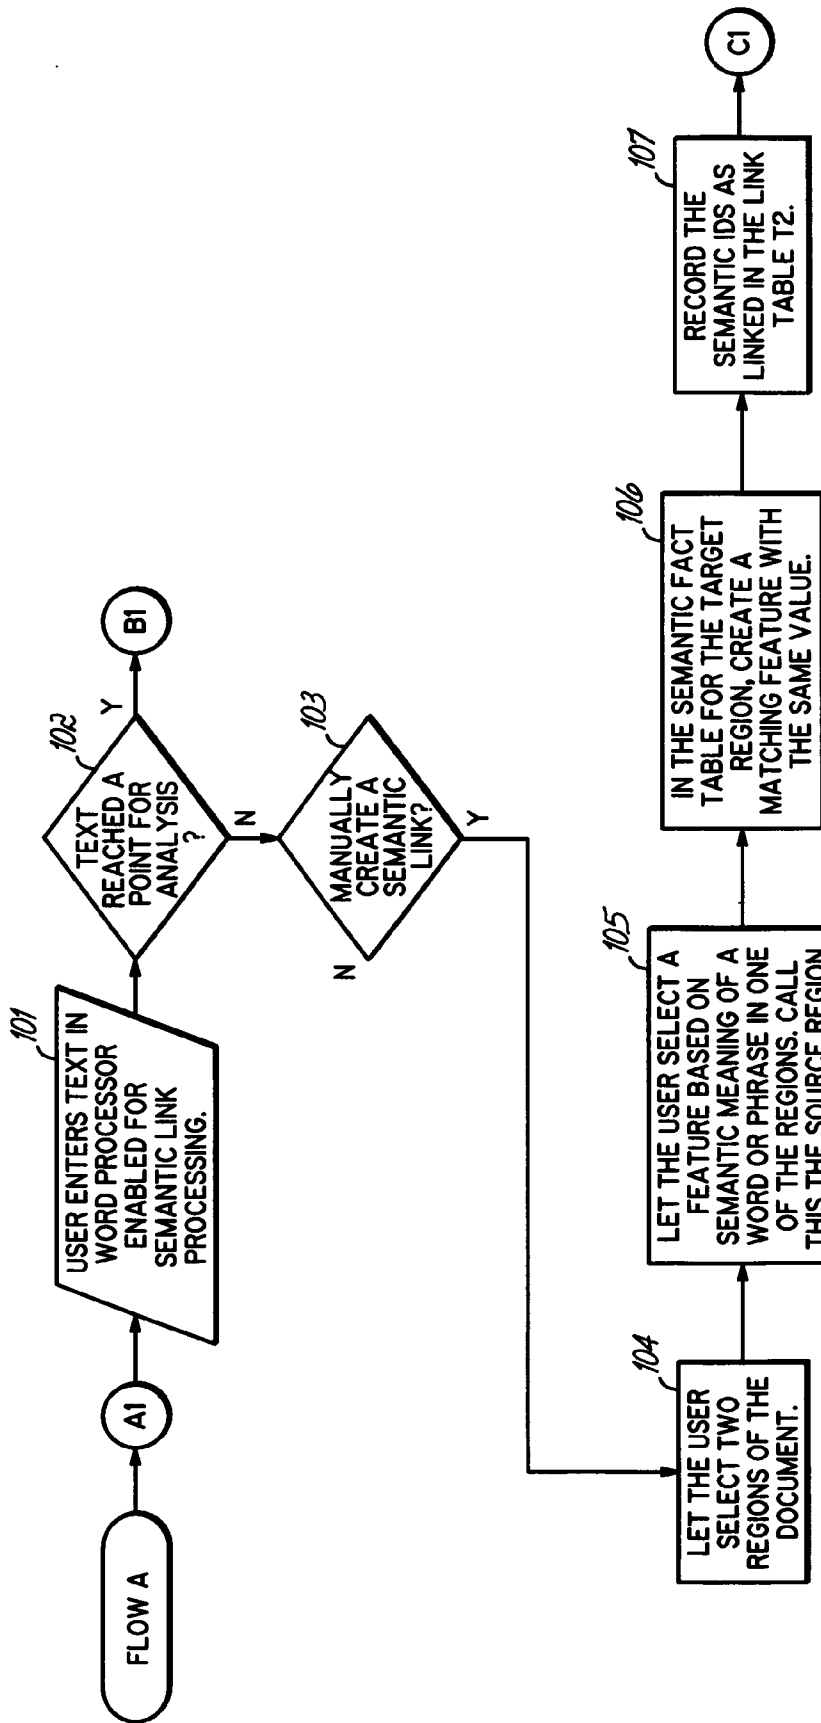 FLOW A
A1
101
USER ENTERS TEXT IN
WORD PROCESSOR
ENABLED FOR
SEMANTIC LINK
PROCESSING.
102
TEXT
REACHED A
POINT FOR
ANALYSIS
?
Y
B1
N
103
MANUALLY
CREATE A
SEMANTIC
LINK?
N
Y
104
LET THE USER
SELECT TWO
REGIONS OF THE
DOCUMENT.
105
LET THE USER SELECT A
FEATURE BASED ON
SEMANTIC MEANING OF A
WORD OR PHRASE IN ONE
OF THE REGIONS. CALL
THIS THE SOURCE REGION
106
IN THE SEMANTIC FACT
TABLE FOR THE TARGET
REGION, CREATE A
MATCHING FEATURE WITH
THE SAME VALUE.
107
RECORD THE
SEMANTIC IDS AS
LINKED IN THE LINK
TABLE T2.
C1